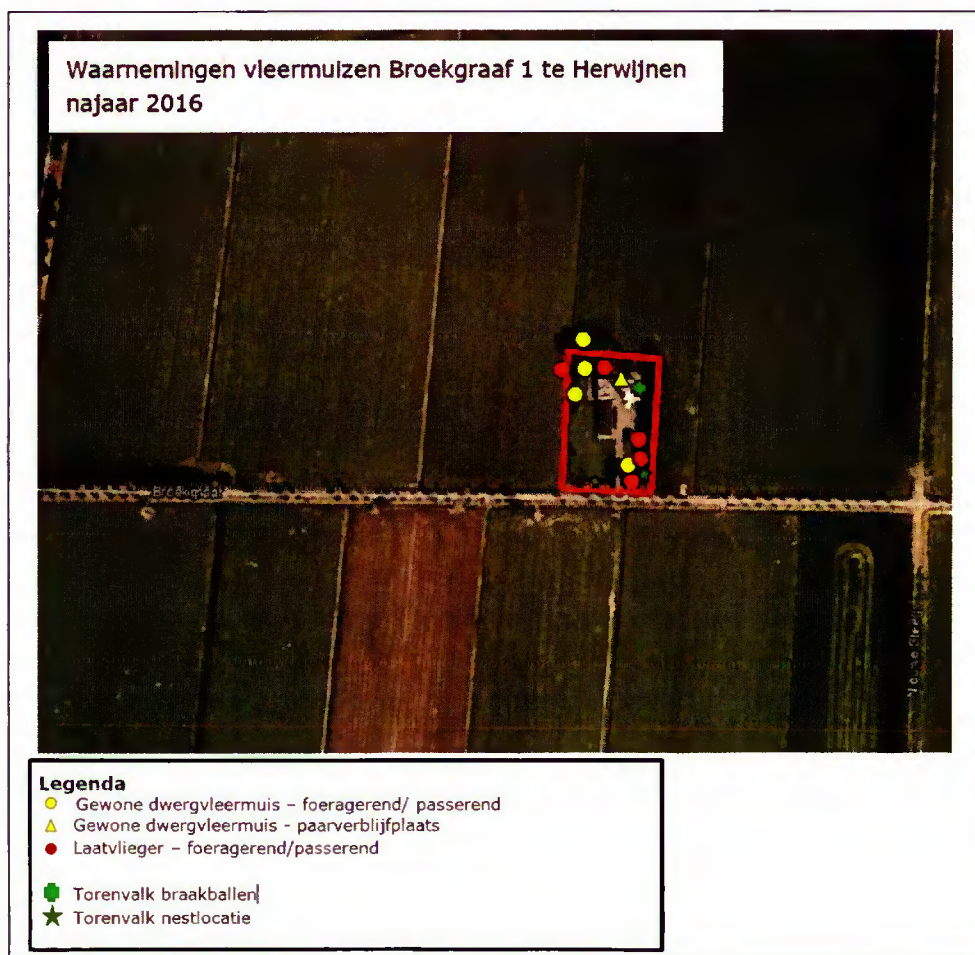 Waarnemingen vleermuizen Broekgraaf 1 te Herwijnen
najaar 2016
Broekgraaf
Legenda
Gewone dwergvleermuis – foeragerend/ passerend
Gewone dwergvleermuis - paarverblijfplaats
Laatvlieger – foeragerend/passerend
Torenvalk braakballen
Torenvalk nestlocatie